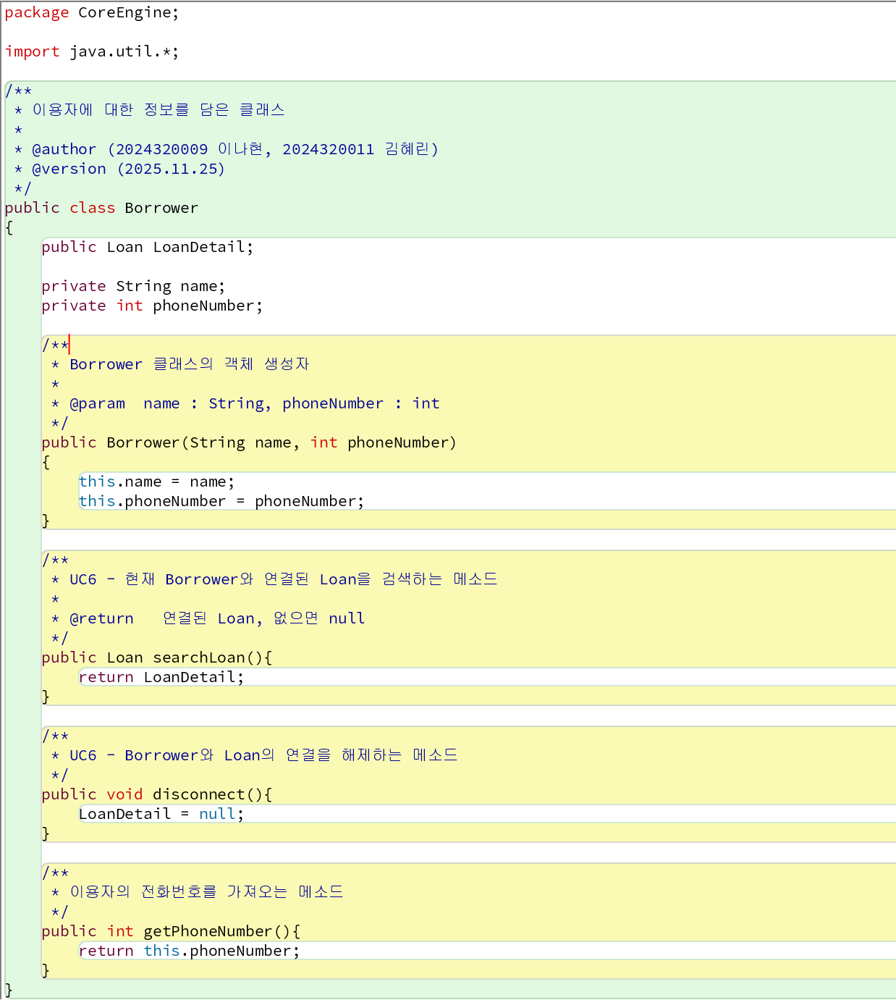 package CoreEngine;
import java.util.*;
/**
 * 이용자에 대한 정보를 담은 클래스
 *
 * @author (2024320009 이나현, 2024320011 김혜린)
 * @version (2025.11.25)
 */
public class Borrower
{
    public Loan LoanDetail;
    private String name;
    private int phoneNumber;
    /**
     * Borrower 클래스의 객체 생성자
     *
     * @param  name : String, phoneNumber : int
     */
    public Borrower(String name, int phoneNumber)
    {
        this.name = name;
        this.phoneNumber = phoneNumber;
    }
    /**
     * UC6 - 현재 Borrower와 연결된 Loan을 검색하는 메소드
     *
     * @return   연결된 Loan, 없으면 null
     */
    public Loan searchLoan(){
        return LoanDetail;
    }
    /**
     * UC6 - Borrower와 Loan의 연결을 해제하는 메소드
     */
    public void disconnect(){
        LoanDetail = null;
    }
    /**
     * 이용자의 전화번호를 가져오는 메소드
     */
    public int getPhoneNumber(){
        return this.phoneNumber;
    }
}